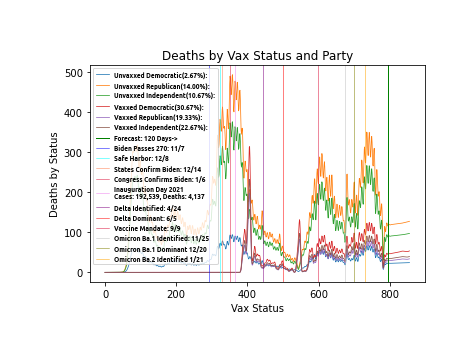 Deaths by Vax Status and Party
Deaths by Status
500
400
300
200
100
0
Unvaxxed Democratic(2.67%):
Unvaxxed Republican(14.00%):
Unvaxxed Independent(10.67%):
Vaxxed Democratic(30.67%):
Vaxxed Republican(19.33%):
Vaxxed Independent(22.67%):
Forecast: 120 Days->
Biden Passes 270: 11/7
Safe Harbor: 12/8
States Confirm Biden: 12/14
Congress Confirms Biden: 1/6
Inauguration Day 2021
Cases: 192,539, Deaths: 4,137
Delta Identified: 4/24
Delta Dominant: 6/5
Vaccine Mandate: 9/9
Omicron Ba.1 Identified: 11/25
Omicron Ba.1 Dominant 12/20
Omicron Ba.2 Identified 1/21
0
200
400
600
800
Vax Status